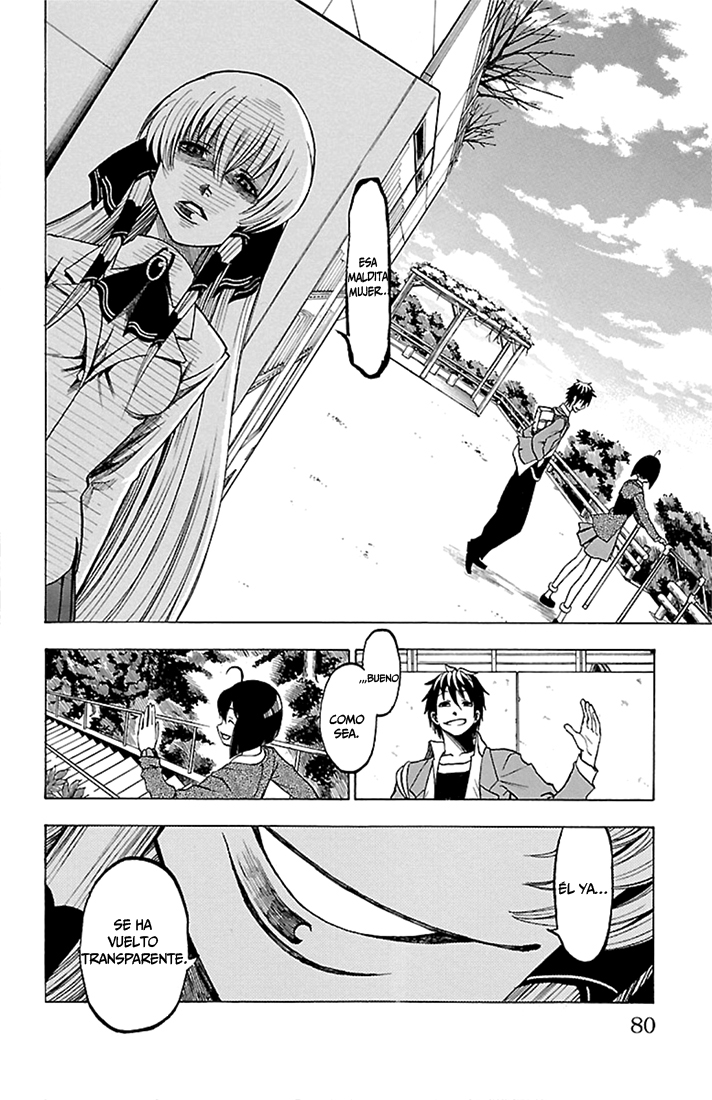 ESA
MALDITA
MUJER...
,,,BUENO
COMO
SEA.
ÉL YA...
SE HA
VUELTO
TRANSPARENTE.
80